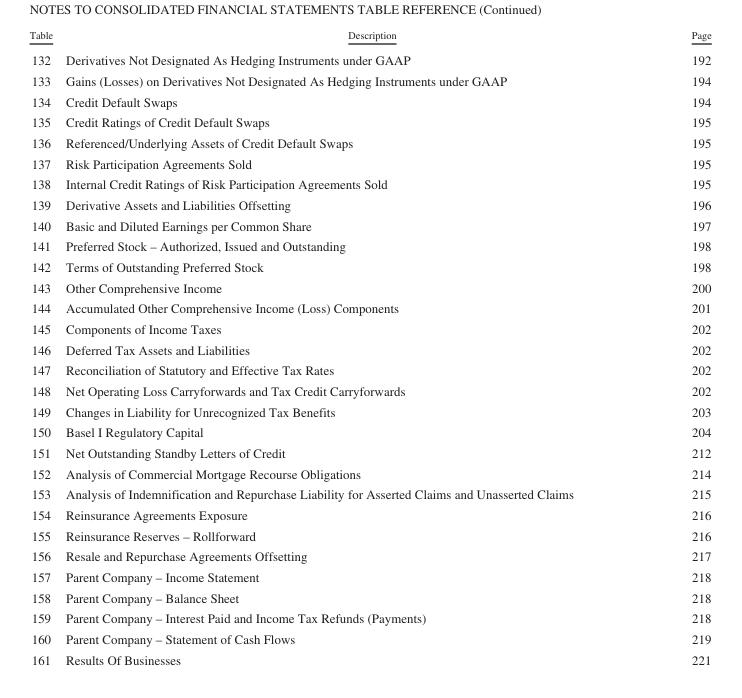 NOTES TO CONSOLIDATED FINANCIAL STATEMENTS TABLE REFERENCE (Continued)
Table Description Page
132 Derivatives Not Designated As Hedging Instruments under GAAP 192
133 Gains (Losses) on Derivatives Not Designated As Hedging Instruments under GAAP 194
134 Credit Default Swaps 194
135 Credit Ratings of Credit Default Swaps 195
136 Referenced/Underlying Assets of Credit Default Swaps 195
137 Risk Participation Agreements Sold 195
138 Internal Credit Ratings of Risk Participation Agreements Sold 195
139 Derivative Assets and Liabilities Offsetting 196
140 Basic and Diluted Earnings per Common Share 197
141 Preferred Stock – Authorized, Issued and Outstanding 198
142 Terms of Outstanding Preferred Stock 198
143 Other Comprehensive Income 200
144 Accumulated Other Comprehensive Income (Loss) Components 201
145 Components of Income Taxes 202
146 Deferred Tax Assets and Liabilities 202
147 Reconciliation of Statutory and Effective Tax Rates 202
148 Net Operating Loss Carryforwards and Tax Credit Carryforwards 202
149 Changes in Liability for Unrecognized Tax Benefits 203
150 Basel I Regulatory Capital 204
151 Net Outstanding Standby Letters of Credit 212
152 Analysis of Commercial Mortgage Recourse Obligations 214
153 Analysis of Indemnification and Repurchase Liability for Asserted Claims and Unasserted Claims 215
154 Reinsurance Agreements Exposure 216
155 Reinsurance Reserves – Rollforward 216
156 Resale and Repurchase Agreements Offsetting 217
157 Parent Company – Income Statement 218
158 Parent Company – Balance Sheet 218
159 Parent Company – Interest Paid and Income Tax Refunds (Payments) 218
160 Parent Company – Statement of Cash Flows 219
161 Results Of Businesses 221